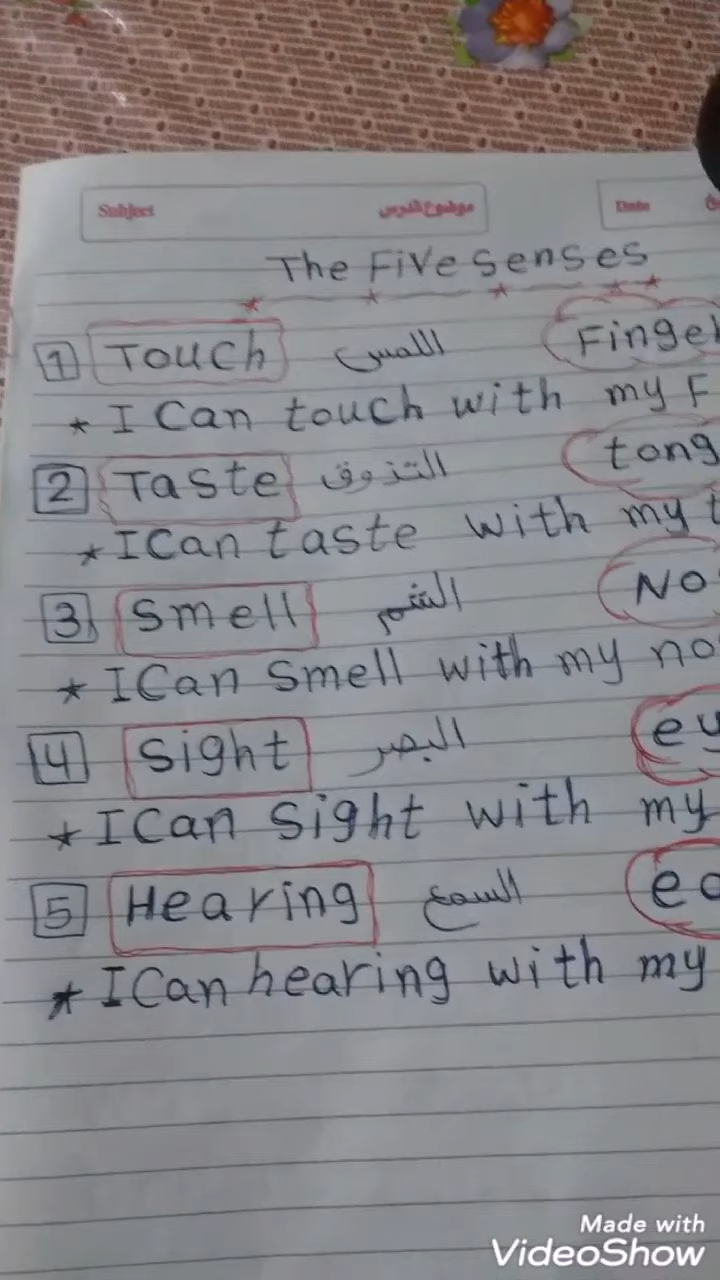 Subject موضوع الدرس Date
The Five senses
1 Touch اللمس Finger
* I Can touch with my F
2 Taste التذوق tong
* I Can taste with my t
3 Smell الشم No
* I Can Smell with my no
4 Sight البصر ey
* I Can Sight with my
5 Hearing السمع ea
* I Can hearing with my
Made with
VideoShow